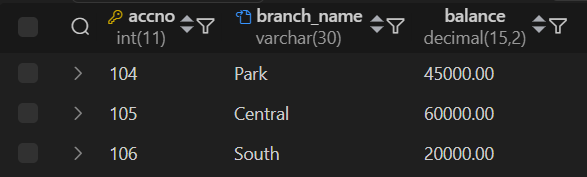 accno branch_name balance
int(11) varchar(30) decimal(15,2)
104 Park 45000.00
105 Central 60000.00
106 South 20000.00